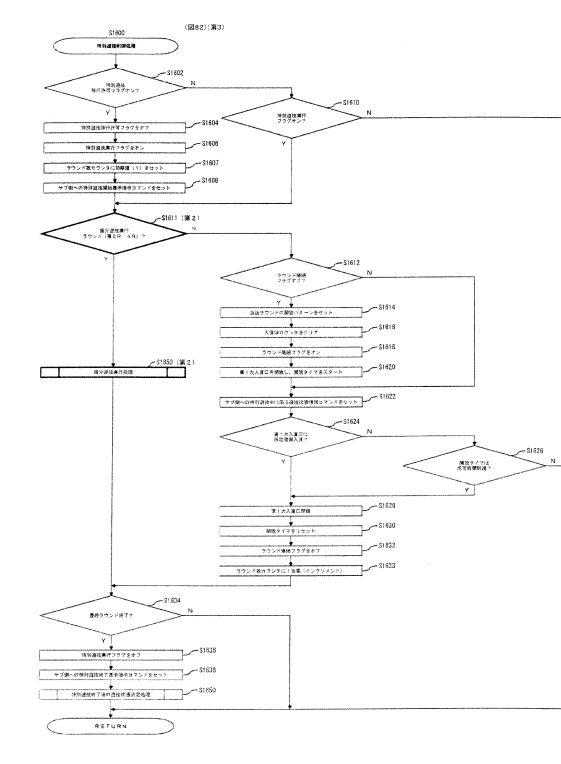 (図82)(第3)
S1600
特別遊技制御処理
S1602
特別遊技
移行許可フラグオン?
N
Y
S1610
特別遊技実行
フラグオン?
N
Y
S1604
特別遊技移行許可フラグをオフ
S1606
特別遊技実行フラグをオン
S1607
ラウンド数カウンタに初期値(1)をセット
S1608
サブ側への特別遊技開始表示指示コマンドをセット
S1611 (第2)
振分遊技実行
ラウンド(第2R 4R)?
N
Y
S1612
ラウンド継続
フラグオフ?
N
Y
S1614
当該ラウンドの開放パターンをセット
S1616
入賞球カウンタをクリア
S1618
ラウンド継続フラグをオン
S1850 (第2)
振分遊技実行処理
S1620
第1大入賞口を開放し、開放タイマをスタート
S1622
サブ側への特別遊技中に係る遊技状態情報コマンドをセット
S1624
第1大入賞口に
所定個数入賞?
N
Y
S1626
開放タイマは
所定時間到達?
N
Y
S1628
第1大入賞口閉鎖
S1630
開放タイマをリセット
S1632
ラウンド継続フラグをオフ
S1633
ラウンド数カウンタに1加算(インクリメント)
S1634
最終ラウンド終了?
N
Y
S1636
特別遊技実行フラグをオフ
S1638
サブ側への特別遊技終了表示指示コマンドをセット
S1650
特別遊技終了後の遊技状態決定処理
RETURN